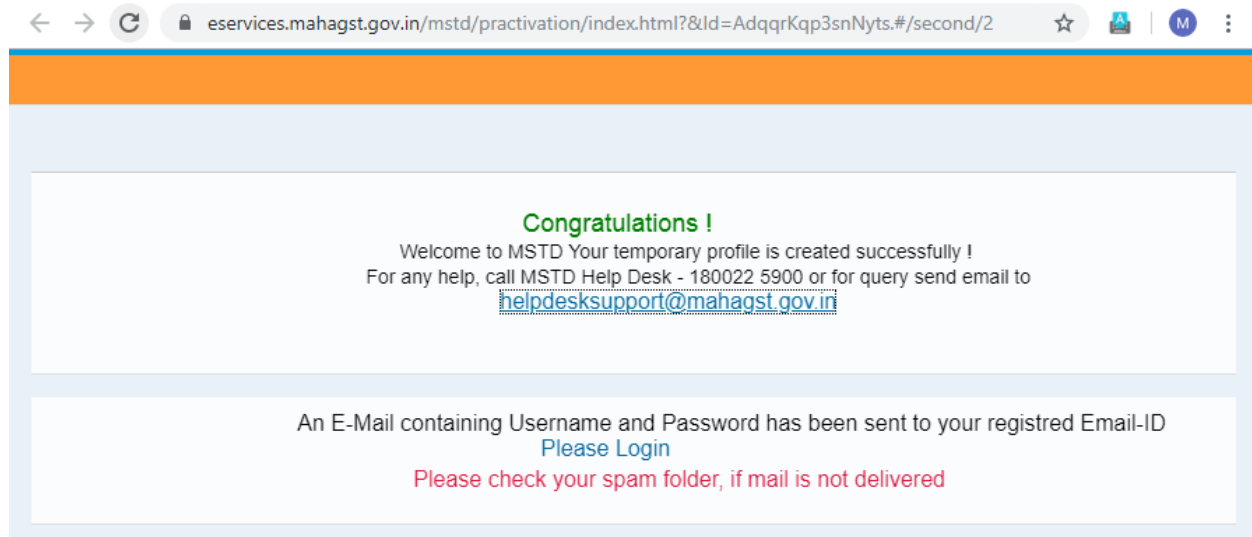 eservices.mahagst.gov.in/mstd/practivation/index.html?&Id=AdqqrKqp3snNyts.#/second/2
M
Congratulations !
Welcome to MSTD Your temporary profile is created successfully !
For any help, call MSTD Help Desk - 180022 5900 or for query send email to
helpdesksupport@mahagst.gov.in
An E-Mail containing Username and Password has been sent to your registred Email-ID
Please Login
Please check your spam folder, if mail is not delivered